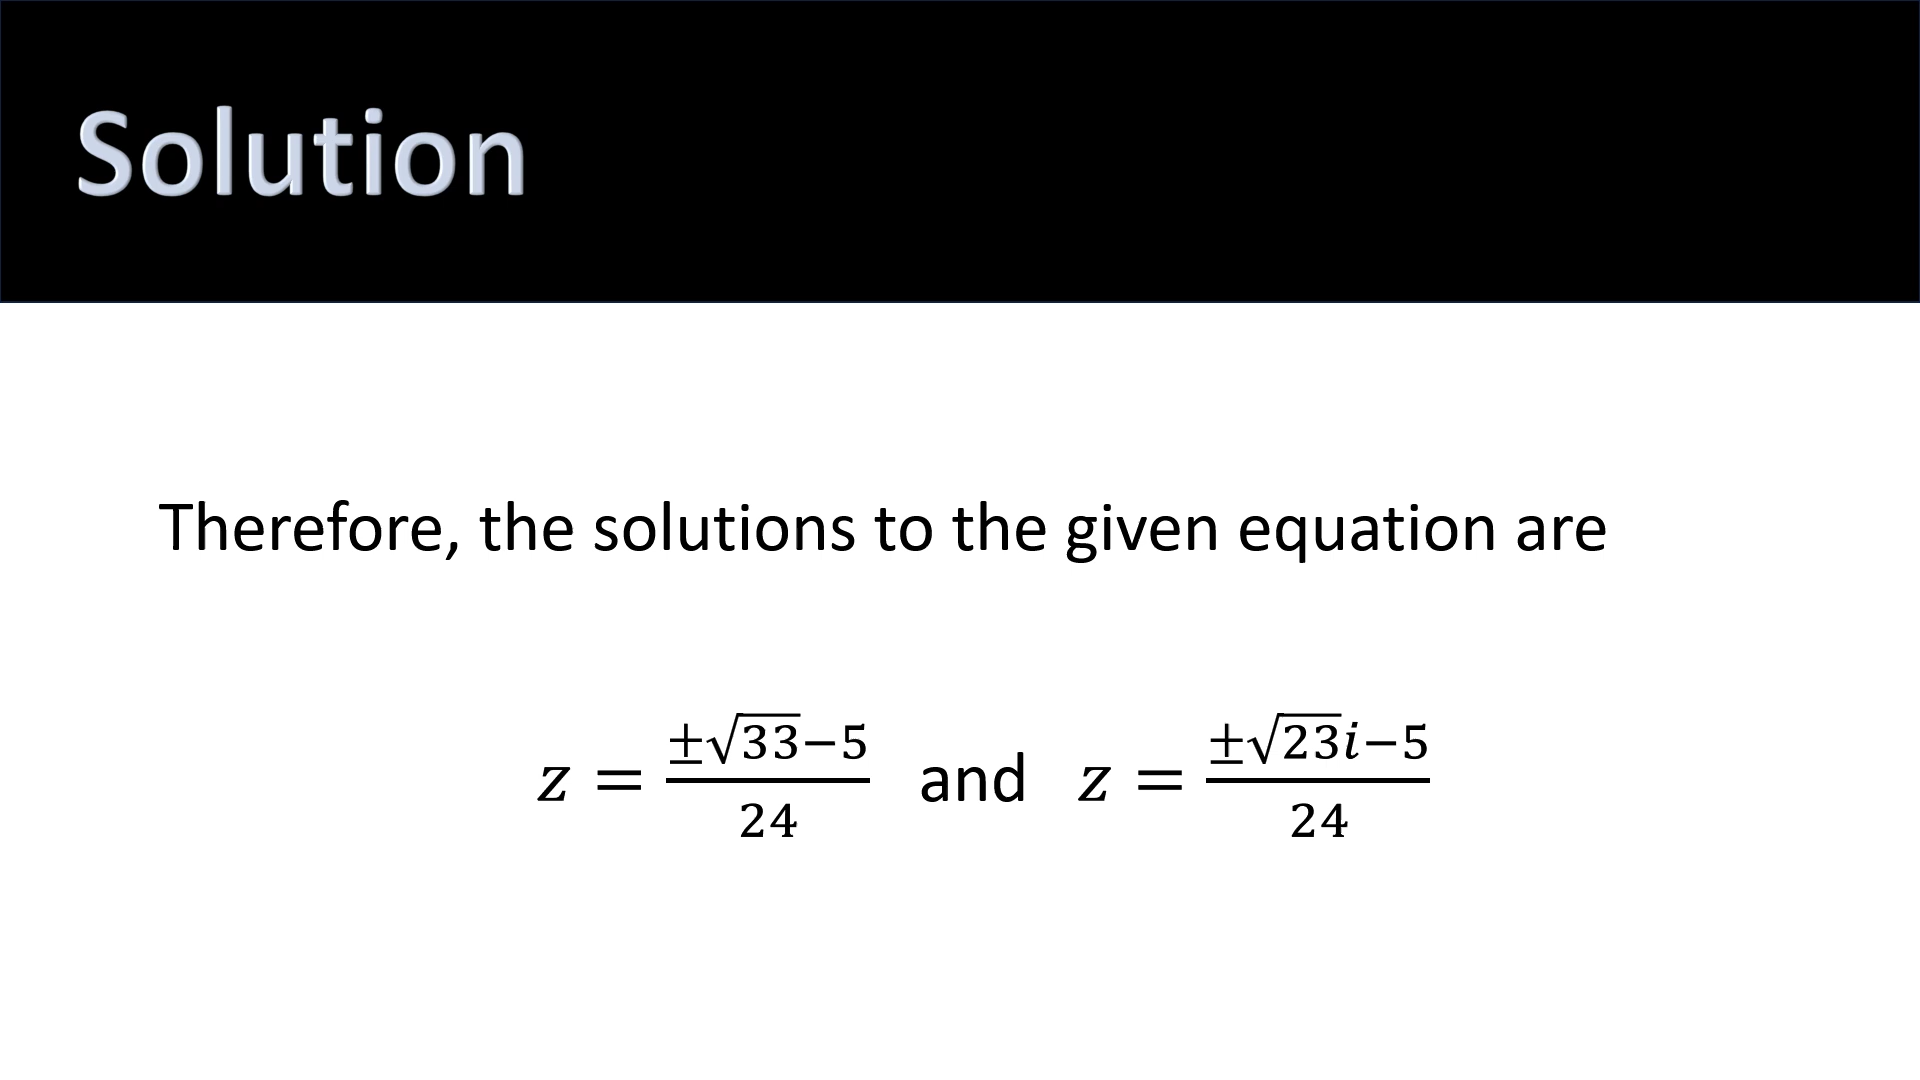 Solution
Therefore, the solutions to the given equation are
z = (±√33−5)/24 and z = (±√23i−5)/24